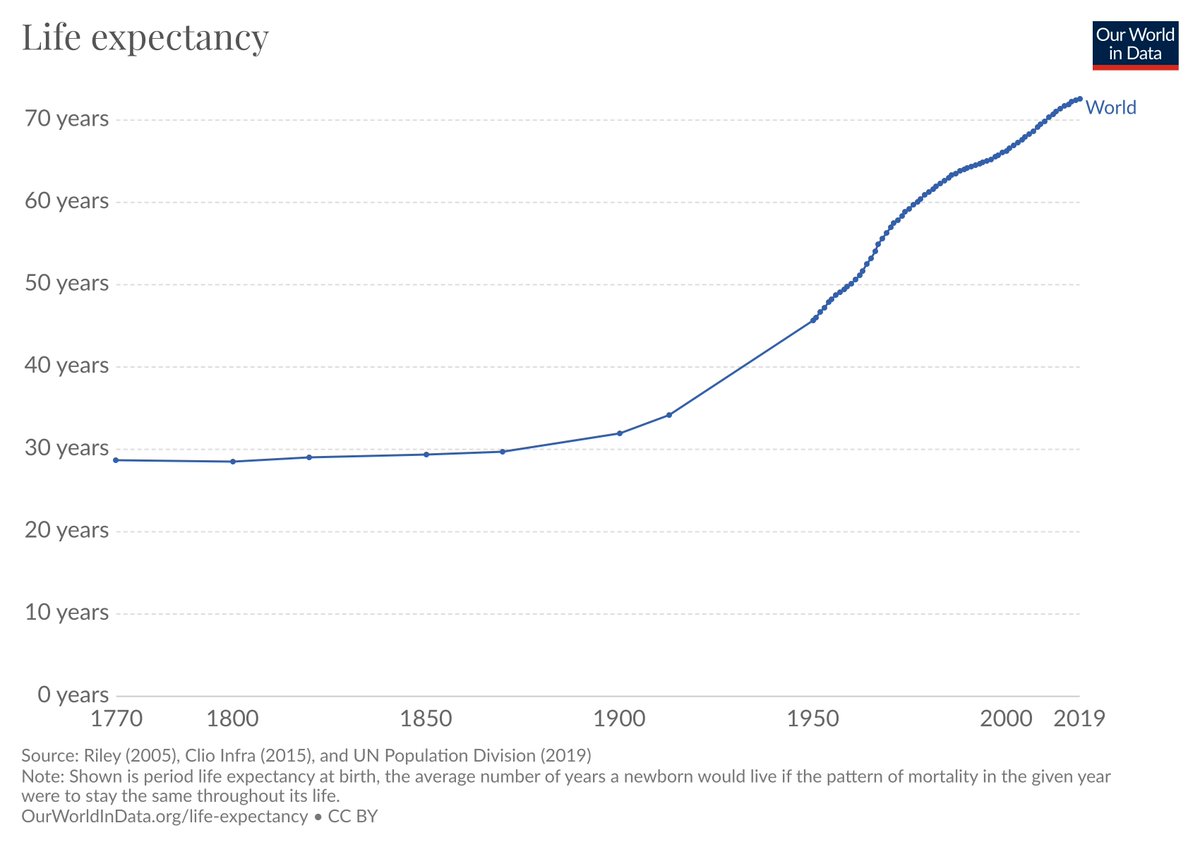 Life expectancy
Our World
in Data
70 years
World
60 years
50 years
40 years
30 years
20 years
10 years
0 years
1770 1800 1850 1900 1950 2000 2019
Source: Riley (2005), Clio Infra (2015), and UN Population Division (2019)
Note: Shown is period life expectancy at birth, the average number of years a newborn would live if the pattern of mortality in the given year
were to stay the same throughout its life.
OurWorldInData.org/life-expectancy • CC BY